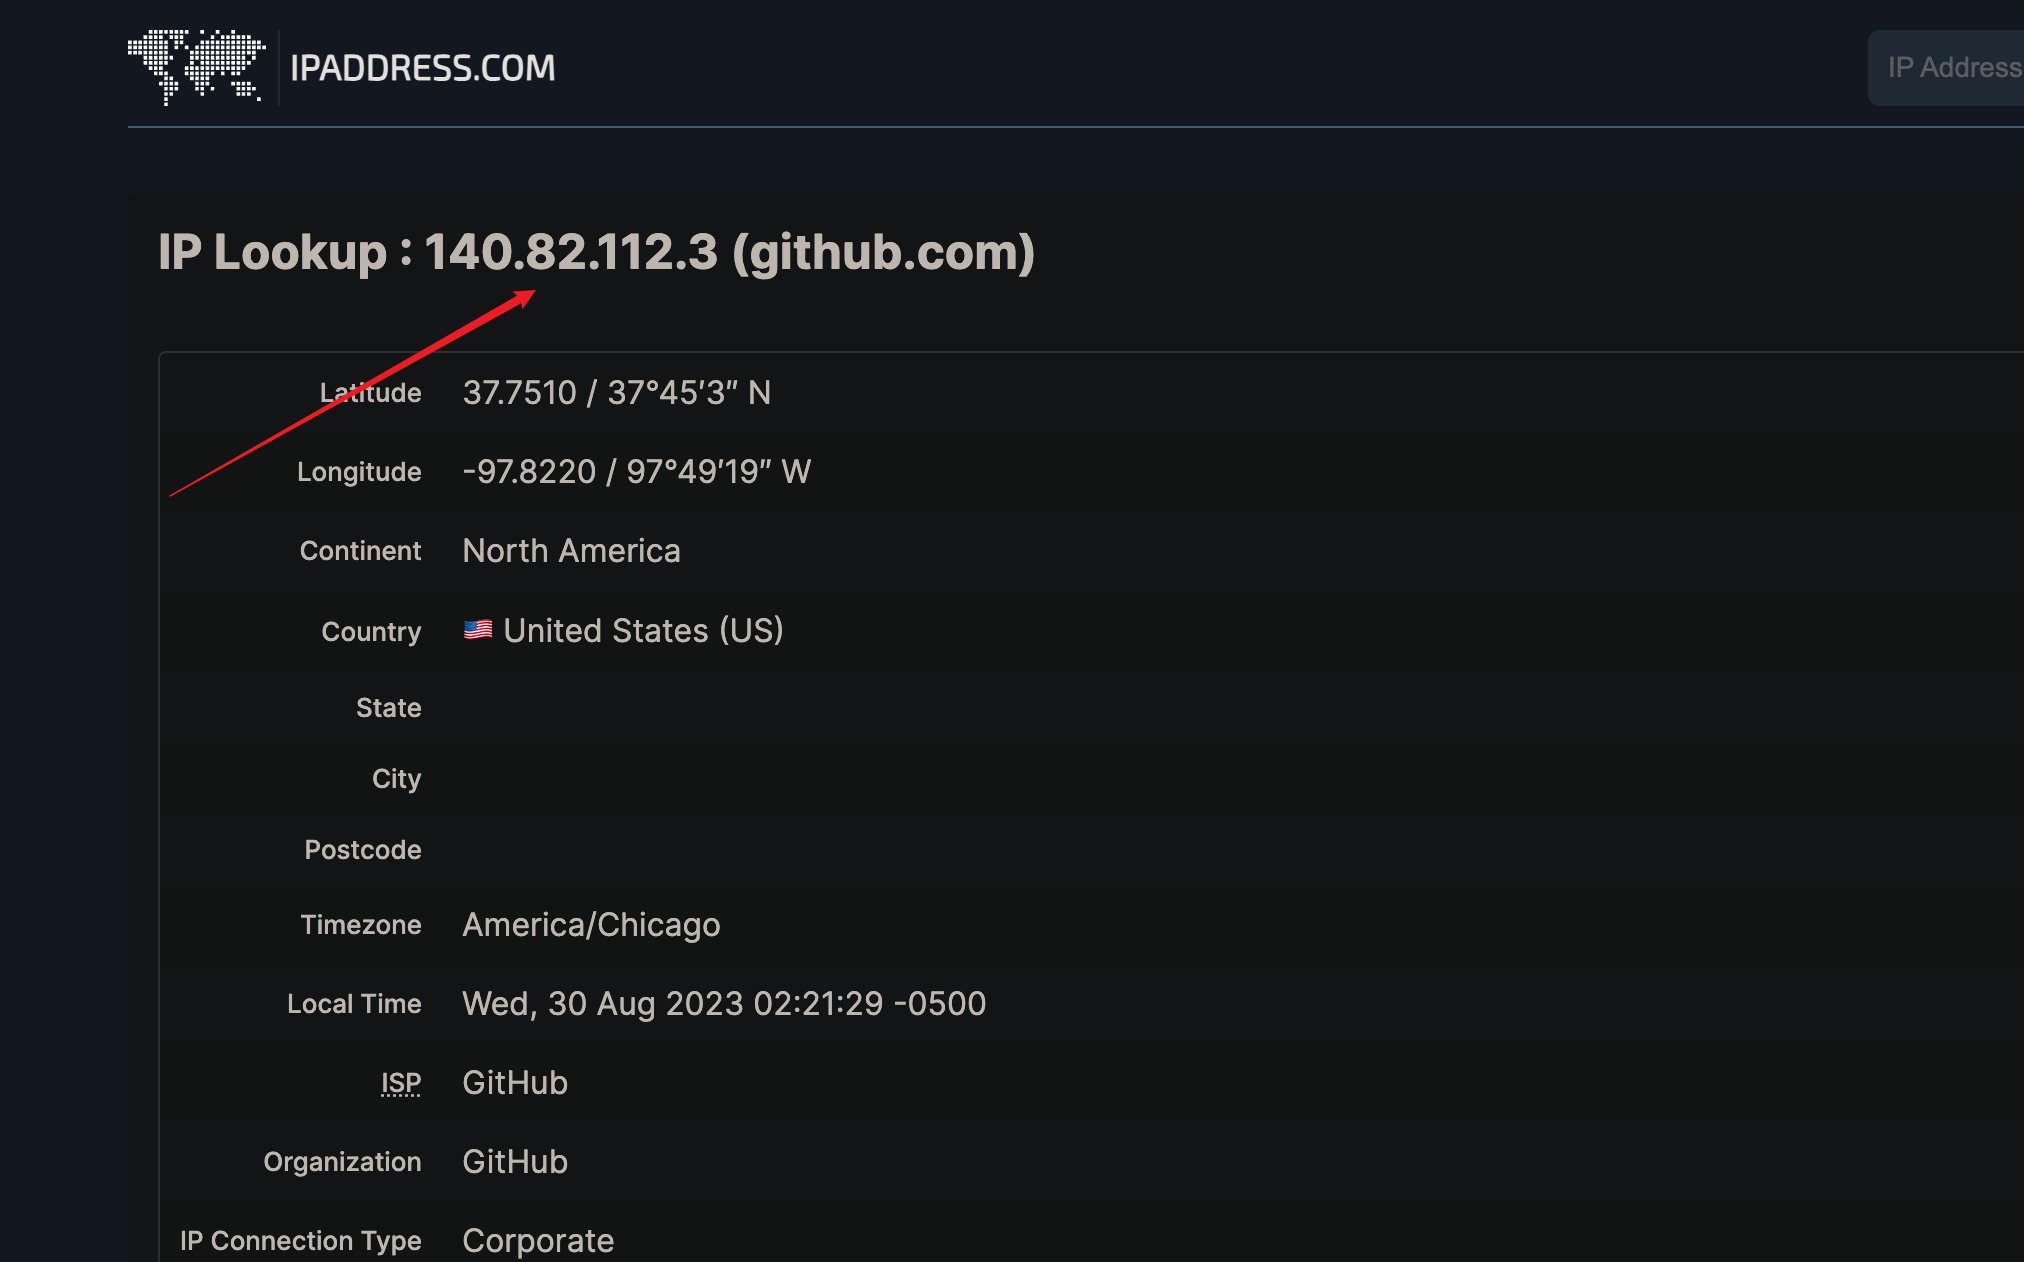 IPADDRESS.COM
IP Address
IP Lookup : 140.82.112.3 (github.com)
Latitude 37.7510 / 37°45′3″ N
Longitude -97.8220 / 97°49′19″ W
Continent North America
Country 🇺🇸 United States (US)
State
City
Postcode
Timezone America/Chicago
Local Time Wed, 30 Aug 2023 02:21:29 -0500
ISP GitHub
Organization GitHub
IP Connection Type Corporate